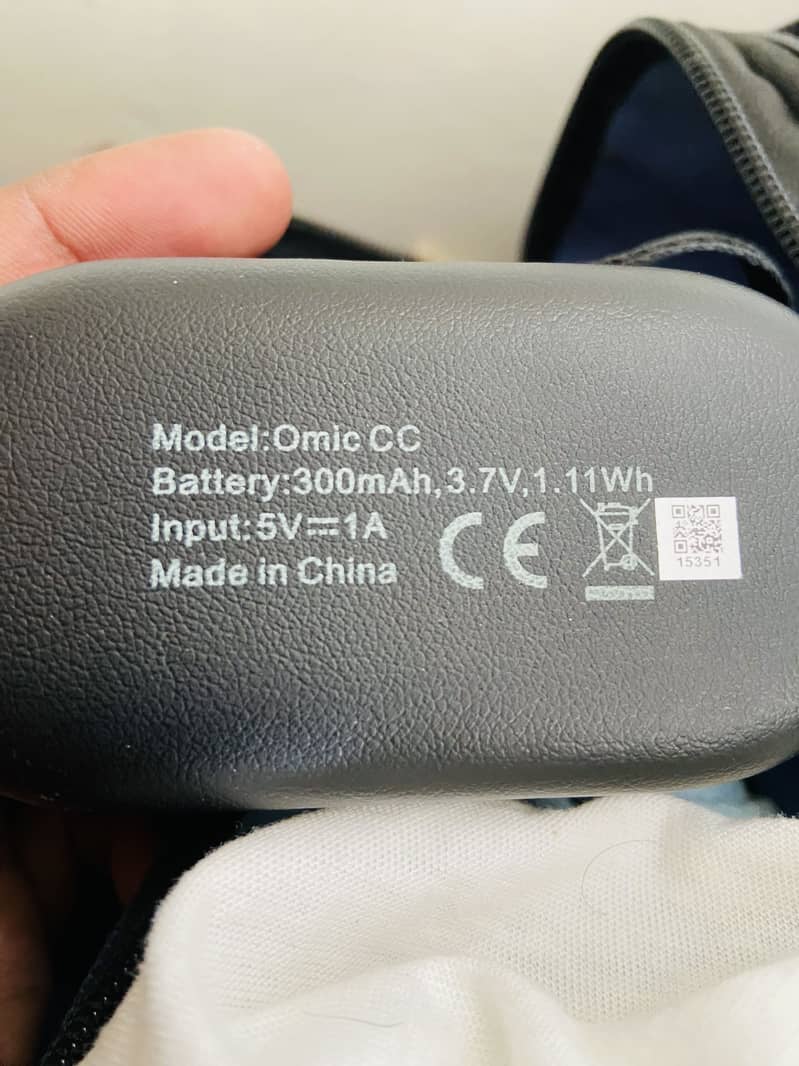 Model:Omic CC
Battery:300mAh,3.7V,1.11Wh
Input:5V⎓1A
Made in China
CE
15351